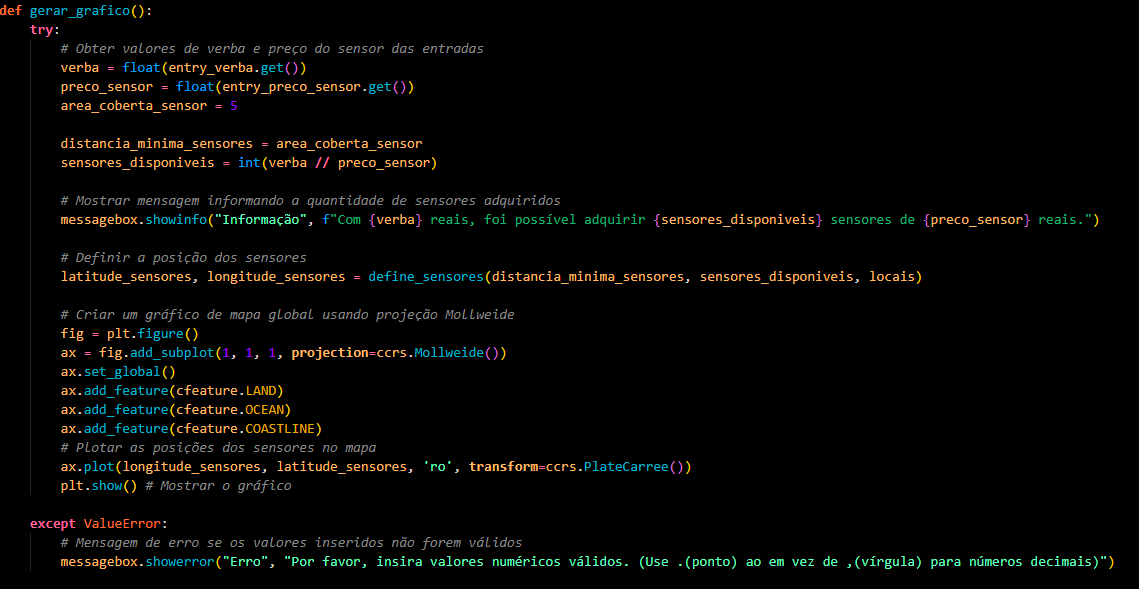 def gerar_grafico():
    try:
        # Obter valores de verba e preço do sensor das entradas
        verba = float(entry_verba.get())
        preco_sensor = float(entry_preco_sensor.get())
        area_coberta_sensor = 5

        distancia_minima_sensores = area_coberta_sensor
        sensores_disponiveis = int(verba // preco_sensor)

        # Mostrar mensagem informando a quantidade de sensores adquiridos
        messagebox.showinfo("Informação", f"Com {verba} reais, foi possível adquirir {sensores_disponiveis} sensores de {preco_sensor} reais.")

        # Definir a posição dos sensores
        latitude_sensores, longitude_sensores = define_sensores(distancia_minima_sensores, sensores_disponiveis, locais)

        # Criar um gráfico de mapa global usando projeção Mollweide
        fig = plt.figure()
        ax = fig.add_subplot(1, 1, 1, projection=ccrs.Mollweide())
        ax.set_global()
        ax.add_feature(cfeature.LAND)
        ax.add_feature(cfeature.OCEAN)
        ax.add_feature(cfeature.COASTLINE)
        # Plotar as posições dos sensores no mapa
        ax.plot(longitude_sensores, latitude_sensores, 'ro', transform=ccrs.PlateCarree())
        plt.show() # Mostrar o gráfico

    except ValueError:
        # Mensagem de erro se os valores inseridos não forem válidos
        messagebox.showerror("Erro", "Por favor, insira valores numéricos válidos. (Use .(ponto) ao em vez de ,(vírgula) para números decimais)")